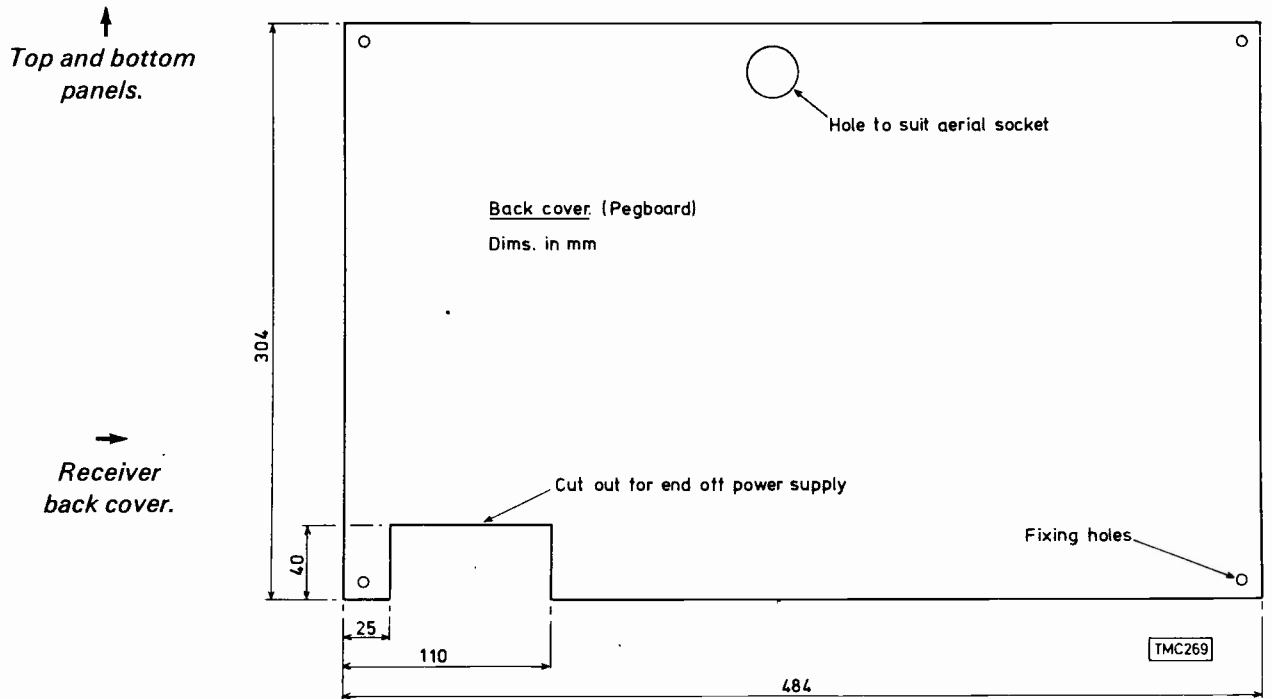 Top and bottom
panels.
Hole to suit aerial socket
Back cover. (Pegboard)
Dims. in mm
304
Receiver
back cover.
Cut out for end off power supply
Fixing holes
40
25
110
TMC269
484